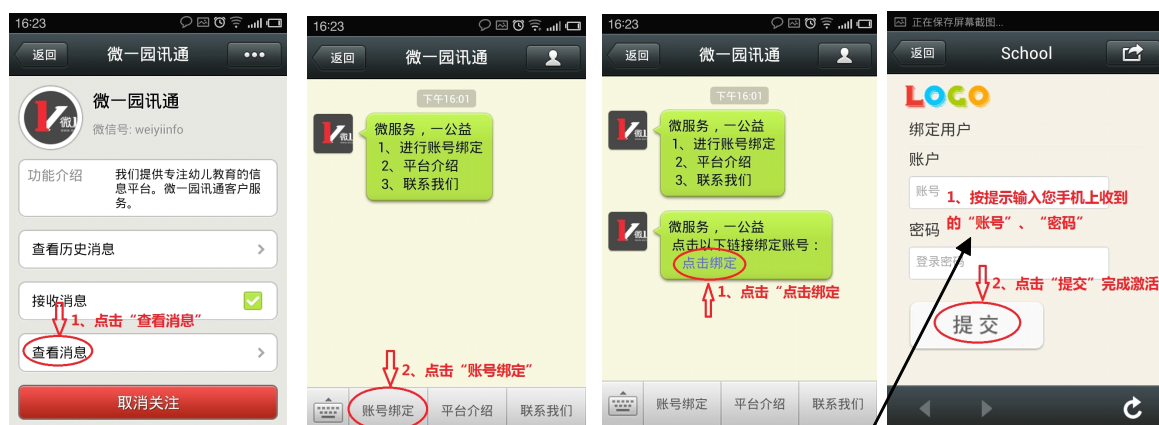 16:23
返回
微一园讯通
微一园讯通
微信号: weiyiinfo
功能介绍
我们提供专注幼儿教育的信
息平台。微一园讯通客户服
务。
查看历史消息
接收消息
1、点击“查看消息”
查看消息
取消关注
16:23
返回
微一园讯通
下午16:01
微服务，一公益
1、进行账号绑定
2、平台介绍
3、联系我们
2、点击“账号绑定”
账号绑定
平台介绍
联系我们
16:23
返回
微一园讯通
下午16:01
微服务，一公益
1、进行账号绑定
2、平台介绍
3、联系我们
微服务，一公益
点击以下链接绑定账号：
点击绑定
1、点击“点击绑定
账号绑定
平台介绍
联系我们
正在保存屏幕截图...
返回
School
LOGO
绑定用户
账户
账号
1、按提示输入您手机上收到
的“账号”、“密码”
密码
登录密码
2、点击“提交”完成激活
提 交